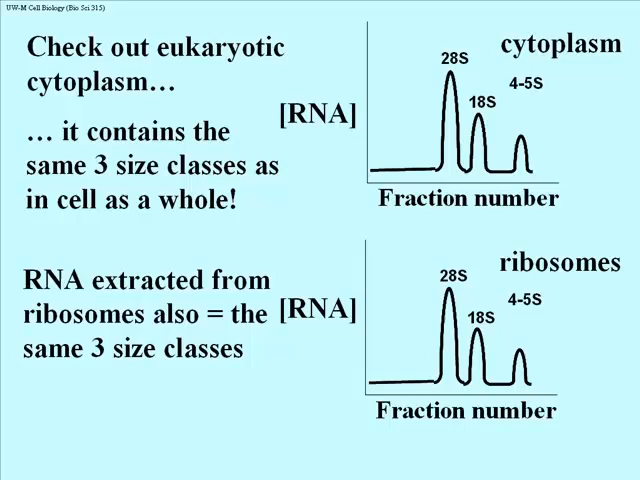 UW-M Cell Biology (Bio Sci 315)
Check out eukaryotic
cytoplasm…
… it contains the
same 3 size classes as
in cell as a whole!
cytoplasm
28S
18S
4-5S
[RNA]
Fraction number
RNA extracted from
ribosomes also = the
same 3 size classes
ribosomes
28S
18S
4-5S
[RNA]
Fraction number